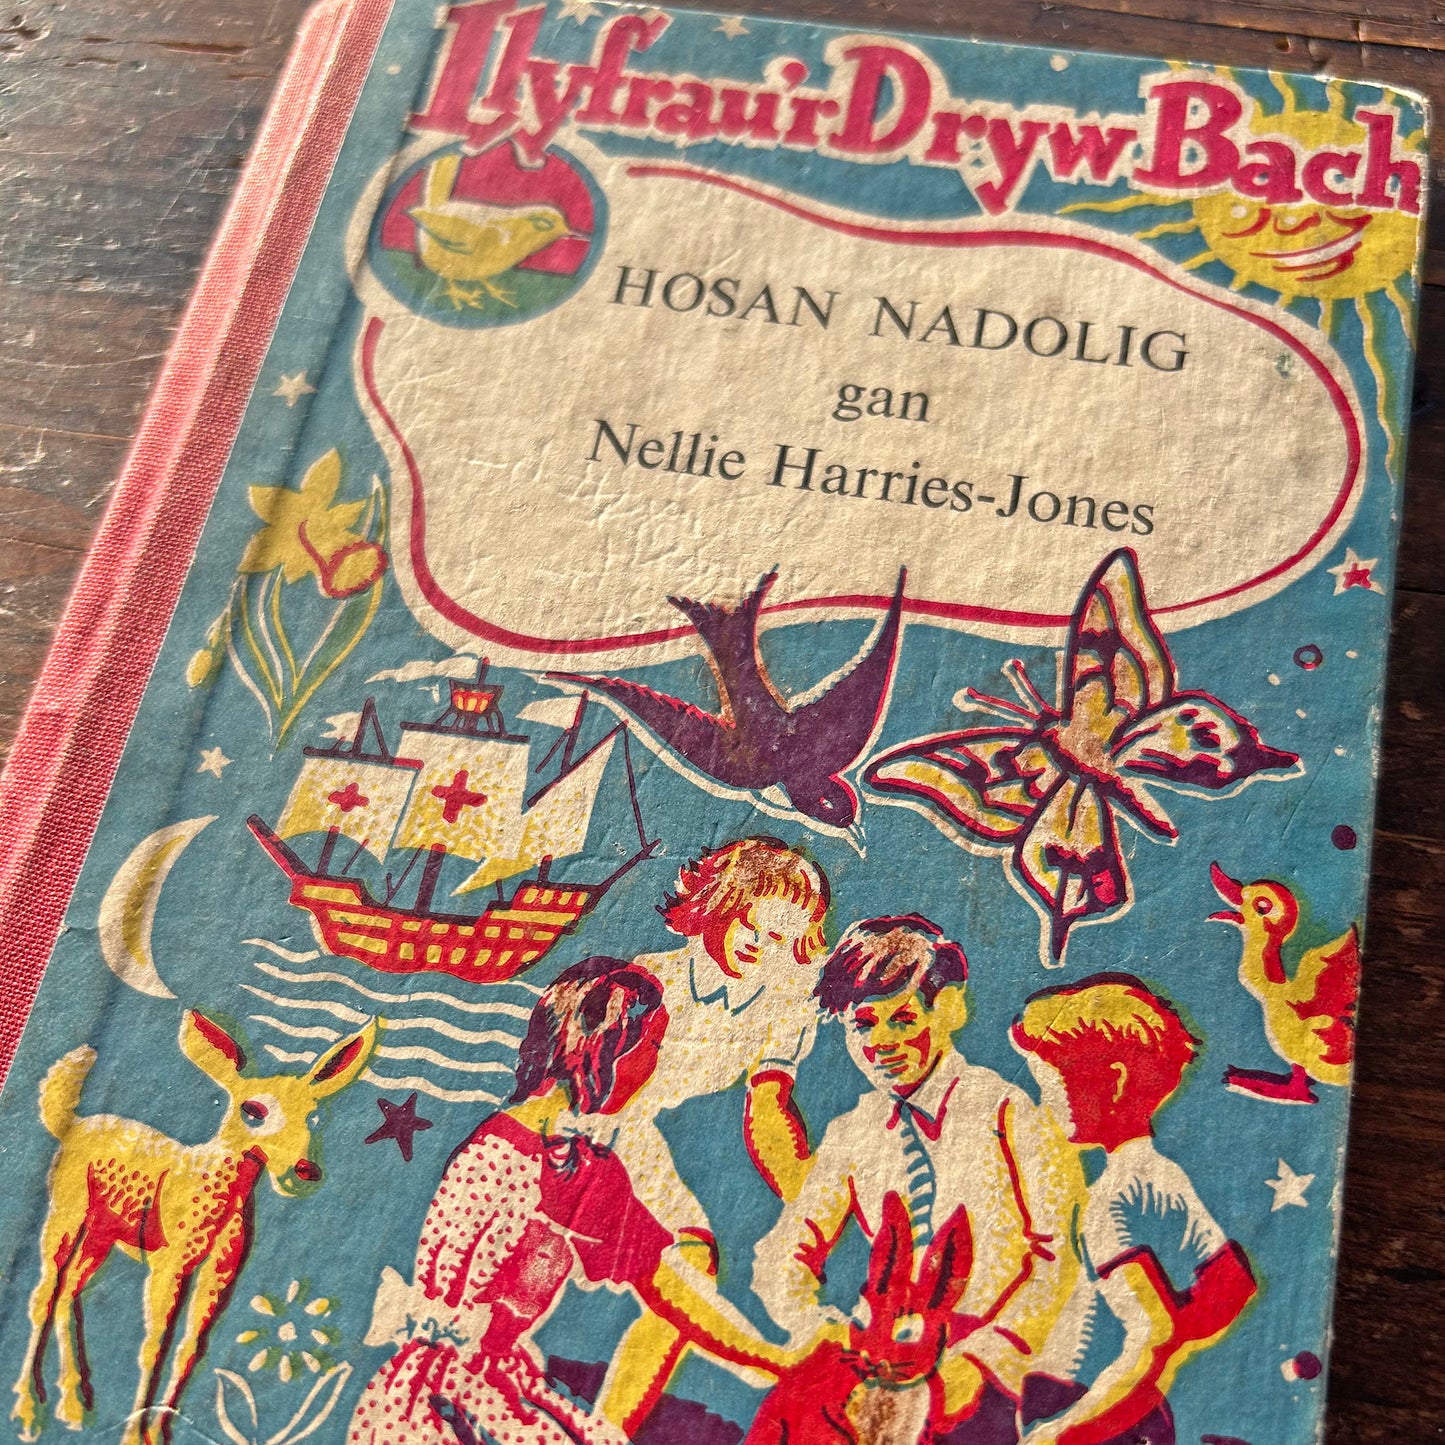 Llyfrau'r Dryw Bach
HOSAN NADOLIG
gan
Nellie Harries-Jones